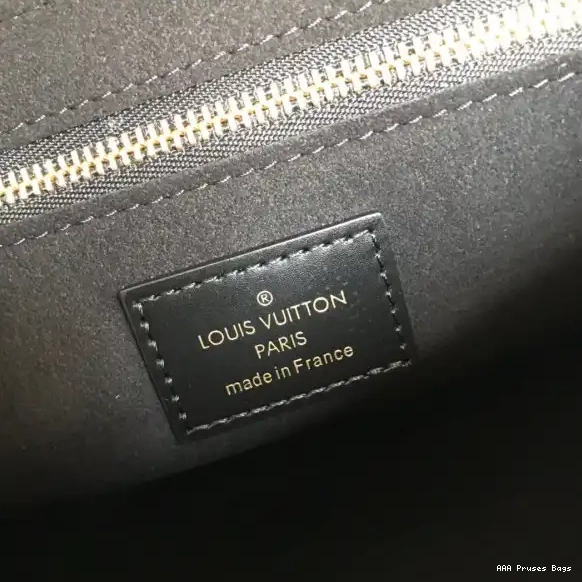 ®
LOUIS VUITTON
PARIS
made in France
AAA Pruses Bags